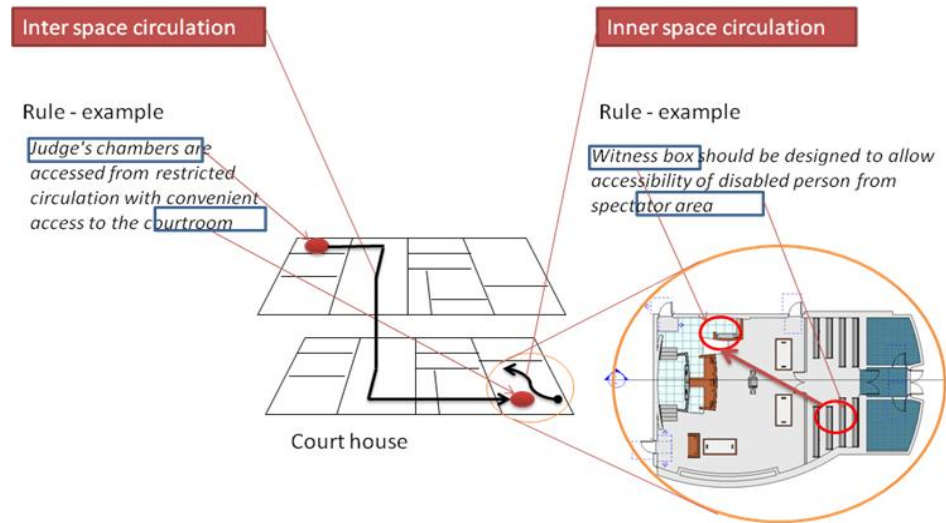 Inter space circulation
Inner space circulation
Rule - example
Judge's chambers are
accessed from restricted
circulation with convenient
access to the courtroom
Rule - example
Witness box should be designed to allow
accessibility of disabled person from
spectator area
Court house